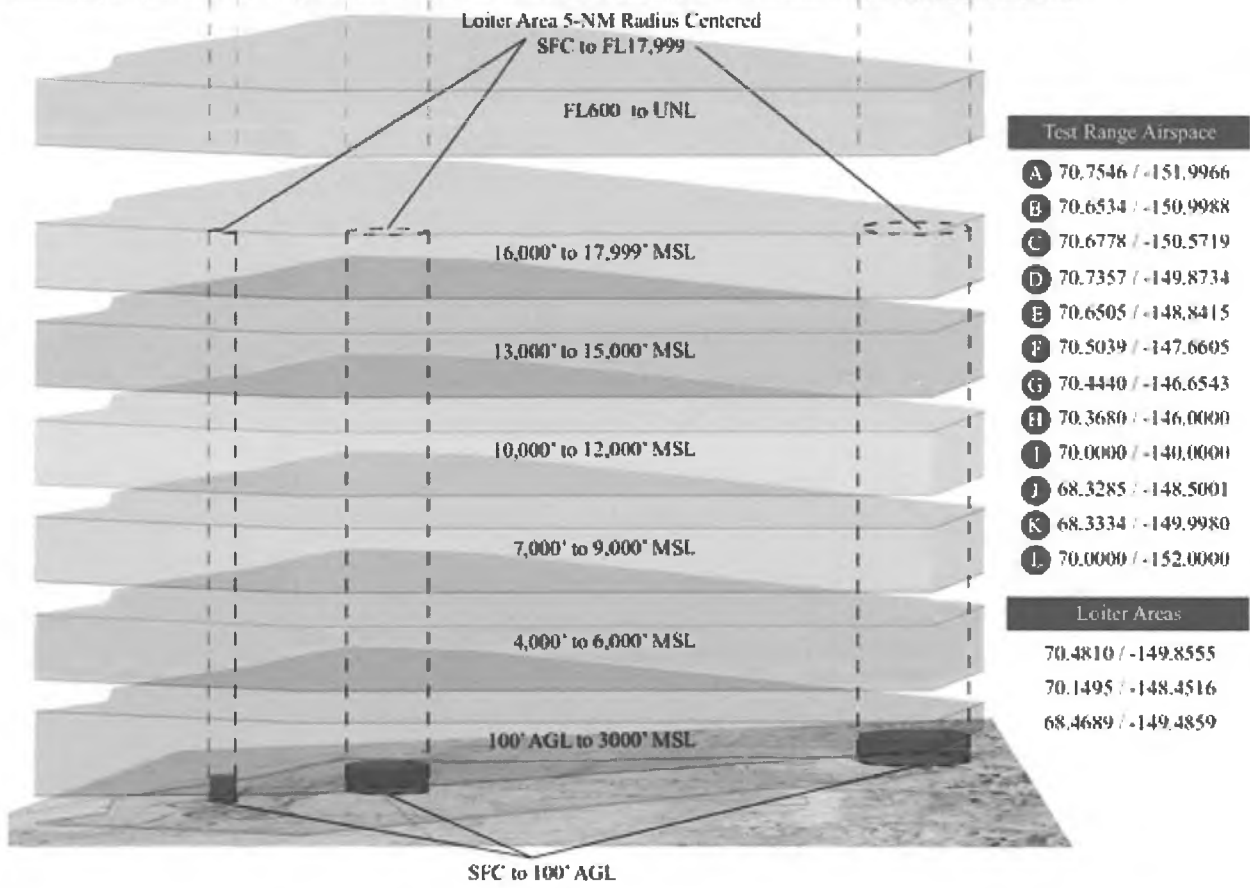 Loiter Area 5-NM Radius Centered
SFC to FL17,999
FL600 to UNL
16,000' to 17,999' MSL
13,000' to 15,000' MSL
10,000' to 12,000' MSL
7,000' to 9,000' MSL
4,000' to 6,000' MSL
100' AGL to 3000' MSL
SFC to 100' AGL
Test Range Airspace
A 70.7546 / -151.9966
B 70.6534 / -150.9988
C 70.6778 / -150.5719
D 70.7357 / -149.8734
E 70.6505 / -148.8415
F 70.5039 / -147.6605
G 70.4440 / -146.6543
H 70.3680 / -146.0000
I 70.0000 / -140.0000
J 68.3285 / -148.5001
K 68.3334 / -149.9980
L 70.0000 / -152.0000
Loiter Areas
70.4810 / -149.8555
70.1495 / -148.4516
68.4689 / -149.4859